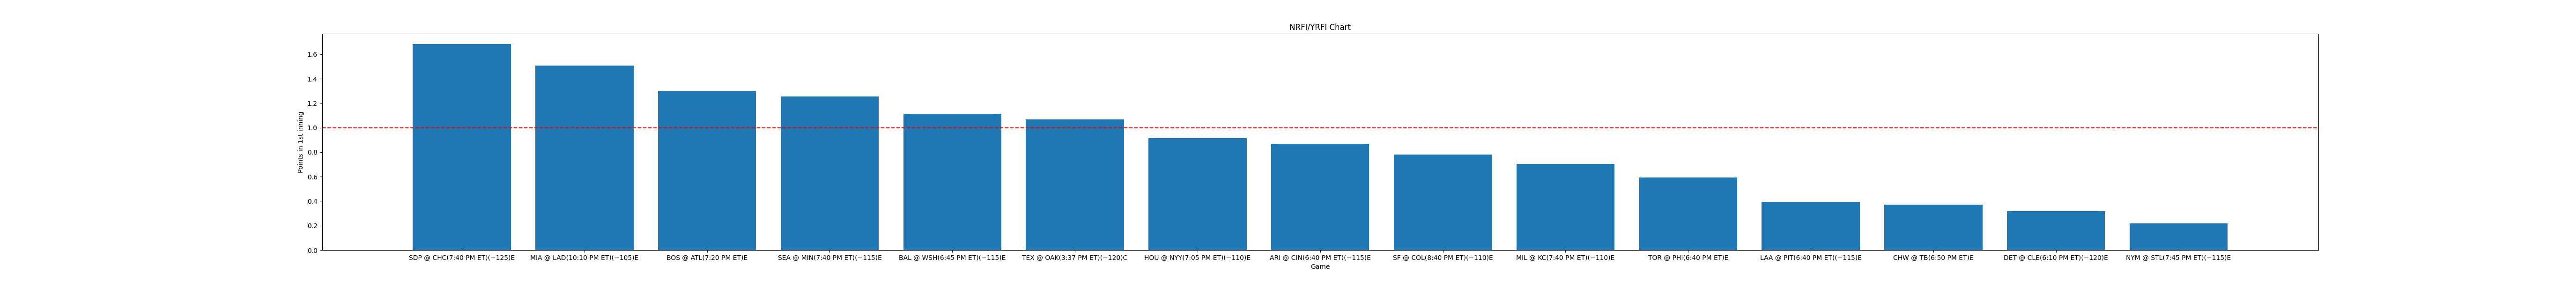 NRFI/YRFI Chart
Points in 1st inning
1.6
1.4
1.2
1.0
0.8
0.6
0.4
0.2
0.0
SDP @ CHC(7:40 PM ET)(−125)E
MIA @ LAD(10:10 PM ET)(−105)E
BOS @ ATL(7:20 PM ET)E
SEA @ MIN(7:40 PM ET)(−115)E
BAL @ WSH(6:45 PM ET)(−115)E
TEX @ OAK(3:37 PM ET)(−120)C
HOU @ NYY(7:05 PM ET)(−110)E
ARI @ CIN(6:40 PM ET)(−115)E
SF @ COL(8:40 PM ET)(−110)E
MIL @ KC(7:40 PM ET)(−110)E
TOR @ PHI(6:40 PM ET)E
LAA @ PIT(6:40 PM ET)(−115)E
CHW @ TB(6:50 PM ET)E
DET @ CLE(6:10 PM ET)(−120)E
NYM @ STL(7:45 PM ET)(−115)E
Game